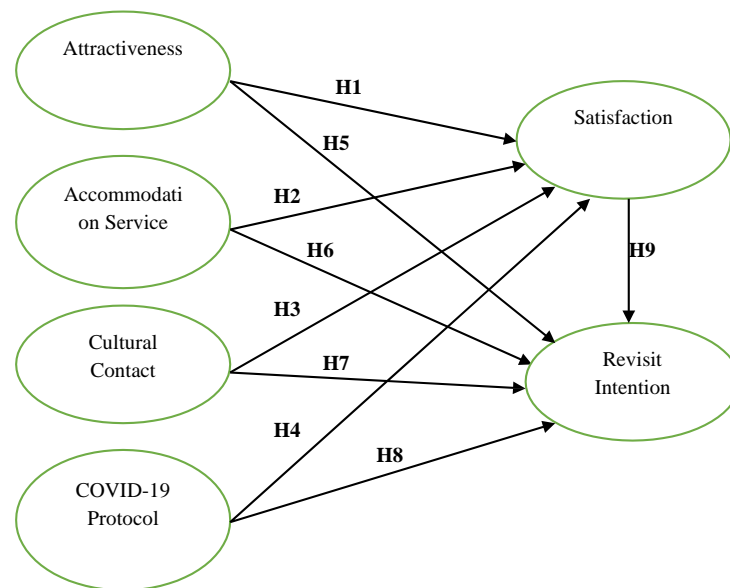 Attractiveness
H1
Satisfaction
H5
Accommodati
on Service
H2
H6
H9
Cultural
Contact
H3
H7
Revisit
Intention
H4
H8
COVID-19
Protocol